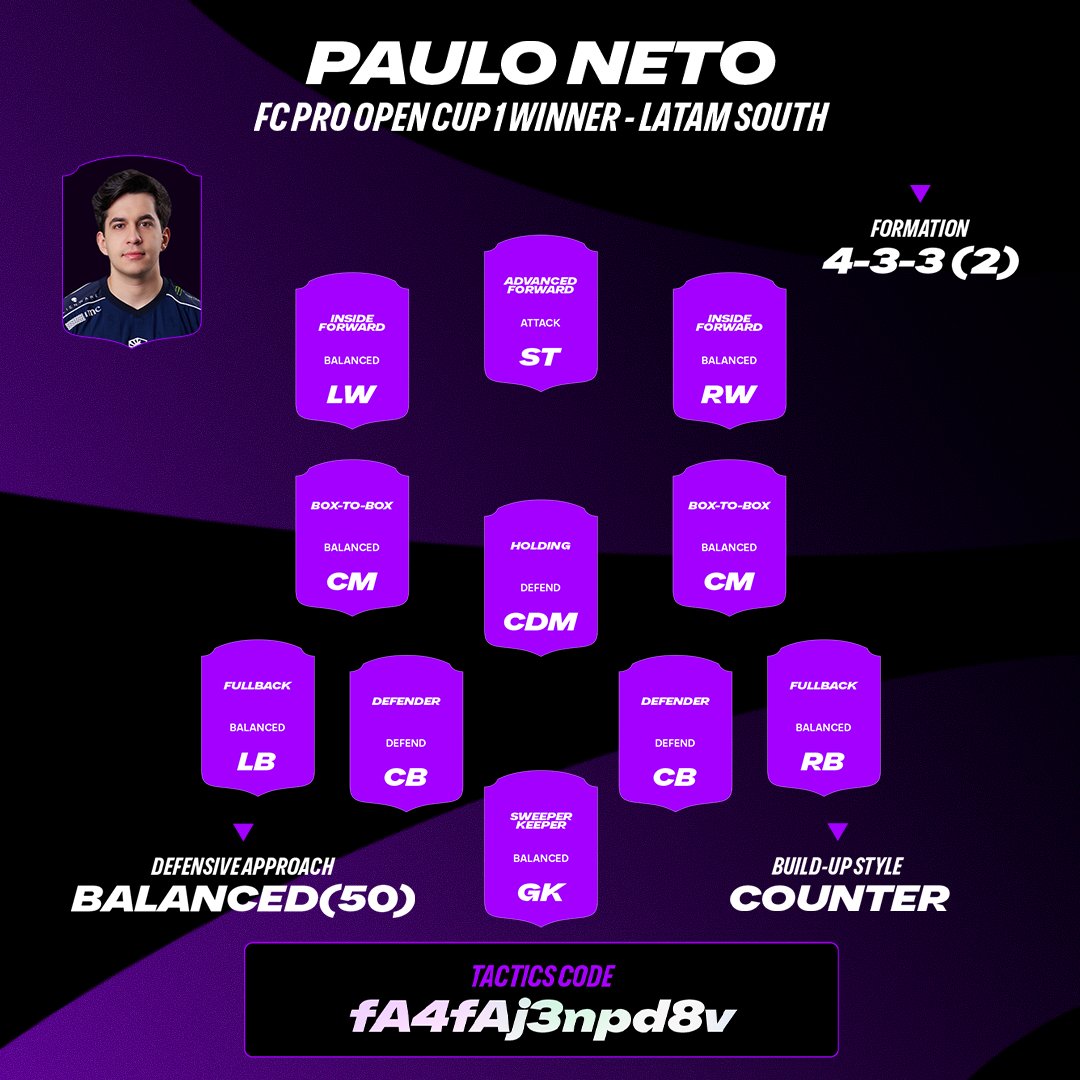 PAULO NETO
FC PRO OPEN CUP 1 WINNER - LATAM SOUTH
FORMATION
4-3-3 (2)
ADVANCED
FORWARD
ATTACK
ST
INSIDE
FORWARD
BALANCED
LW
INSIDE
FORWARD
BALANCED
RW
BOX-TO-BOX
BALANCED
CM
HOLDING
DEFEND
CDM
BOX-TO-BOX
BALANCED
CM
FULLBACK
BALANCED
LB
DEFENDER
DEFEND
CB
DEFENDER
DEFEND
CB
FULLBACK
BALANCED
RB
SWEEPER
KEEPER
BALANCED
GK
DEFENSIVE APPROACH
BALANCED(50)
BUILD-UP STYLE
COUNTER
TACTICS CODE
fA4fAj3npd8v